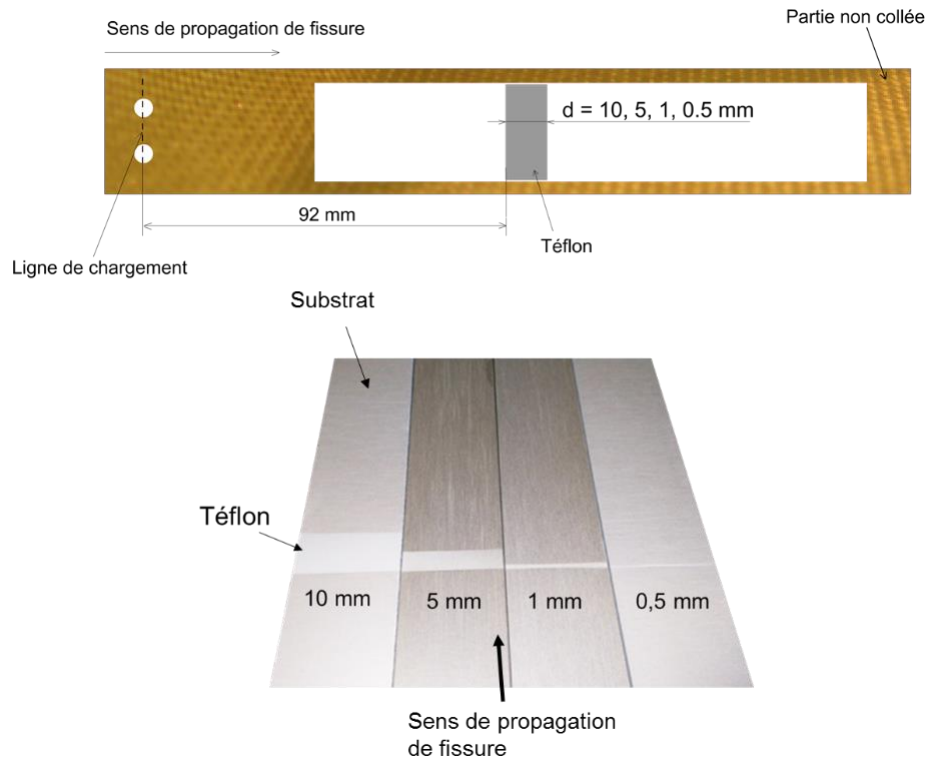 Partie non collée
Sens de propagation de fissure
d = 10, 5, 1, 0.5 mm
92 mm
Téflon
Ligne de chargement
Substrat
Téflon
10 mm
5 mm
1 mm
0,5 mm
Sens de propagation
de fissure